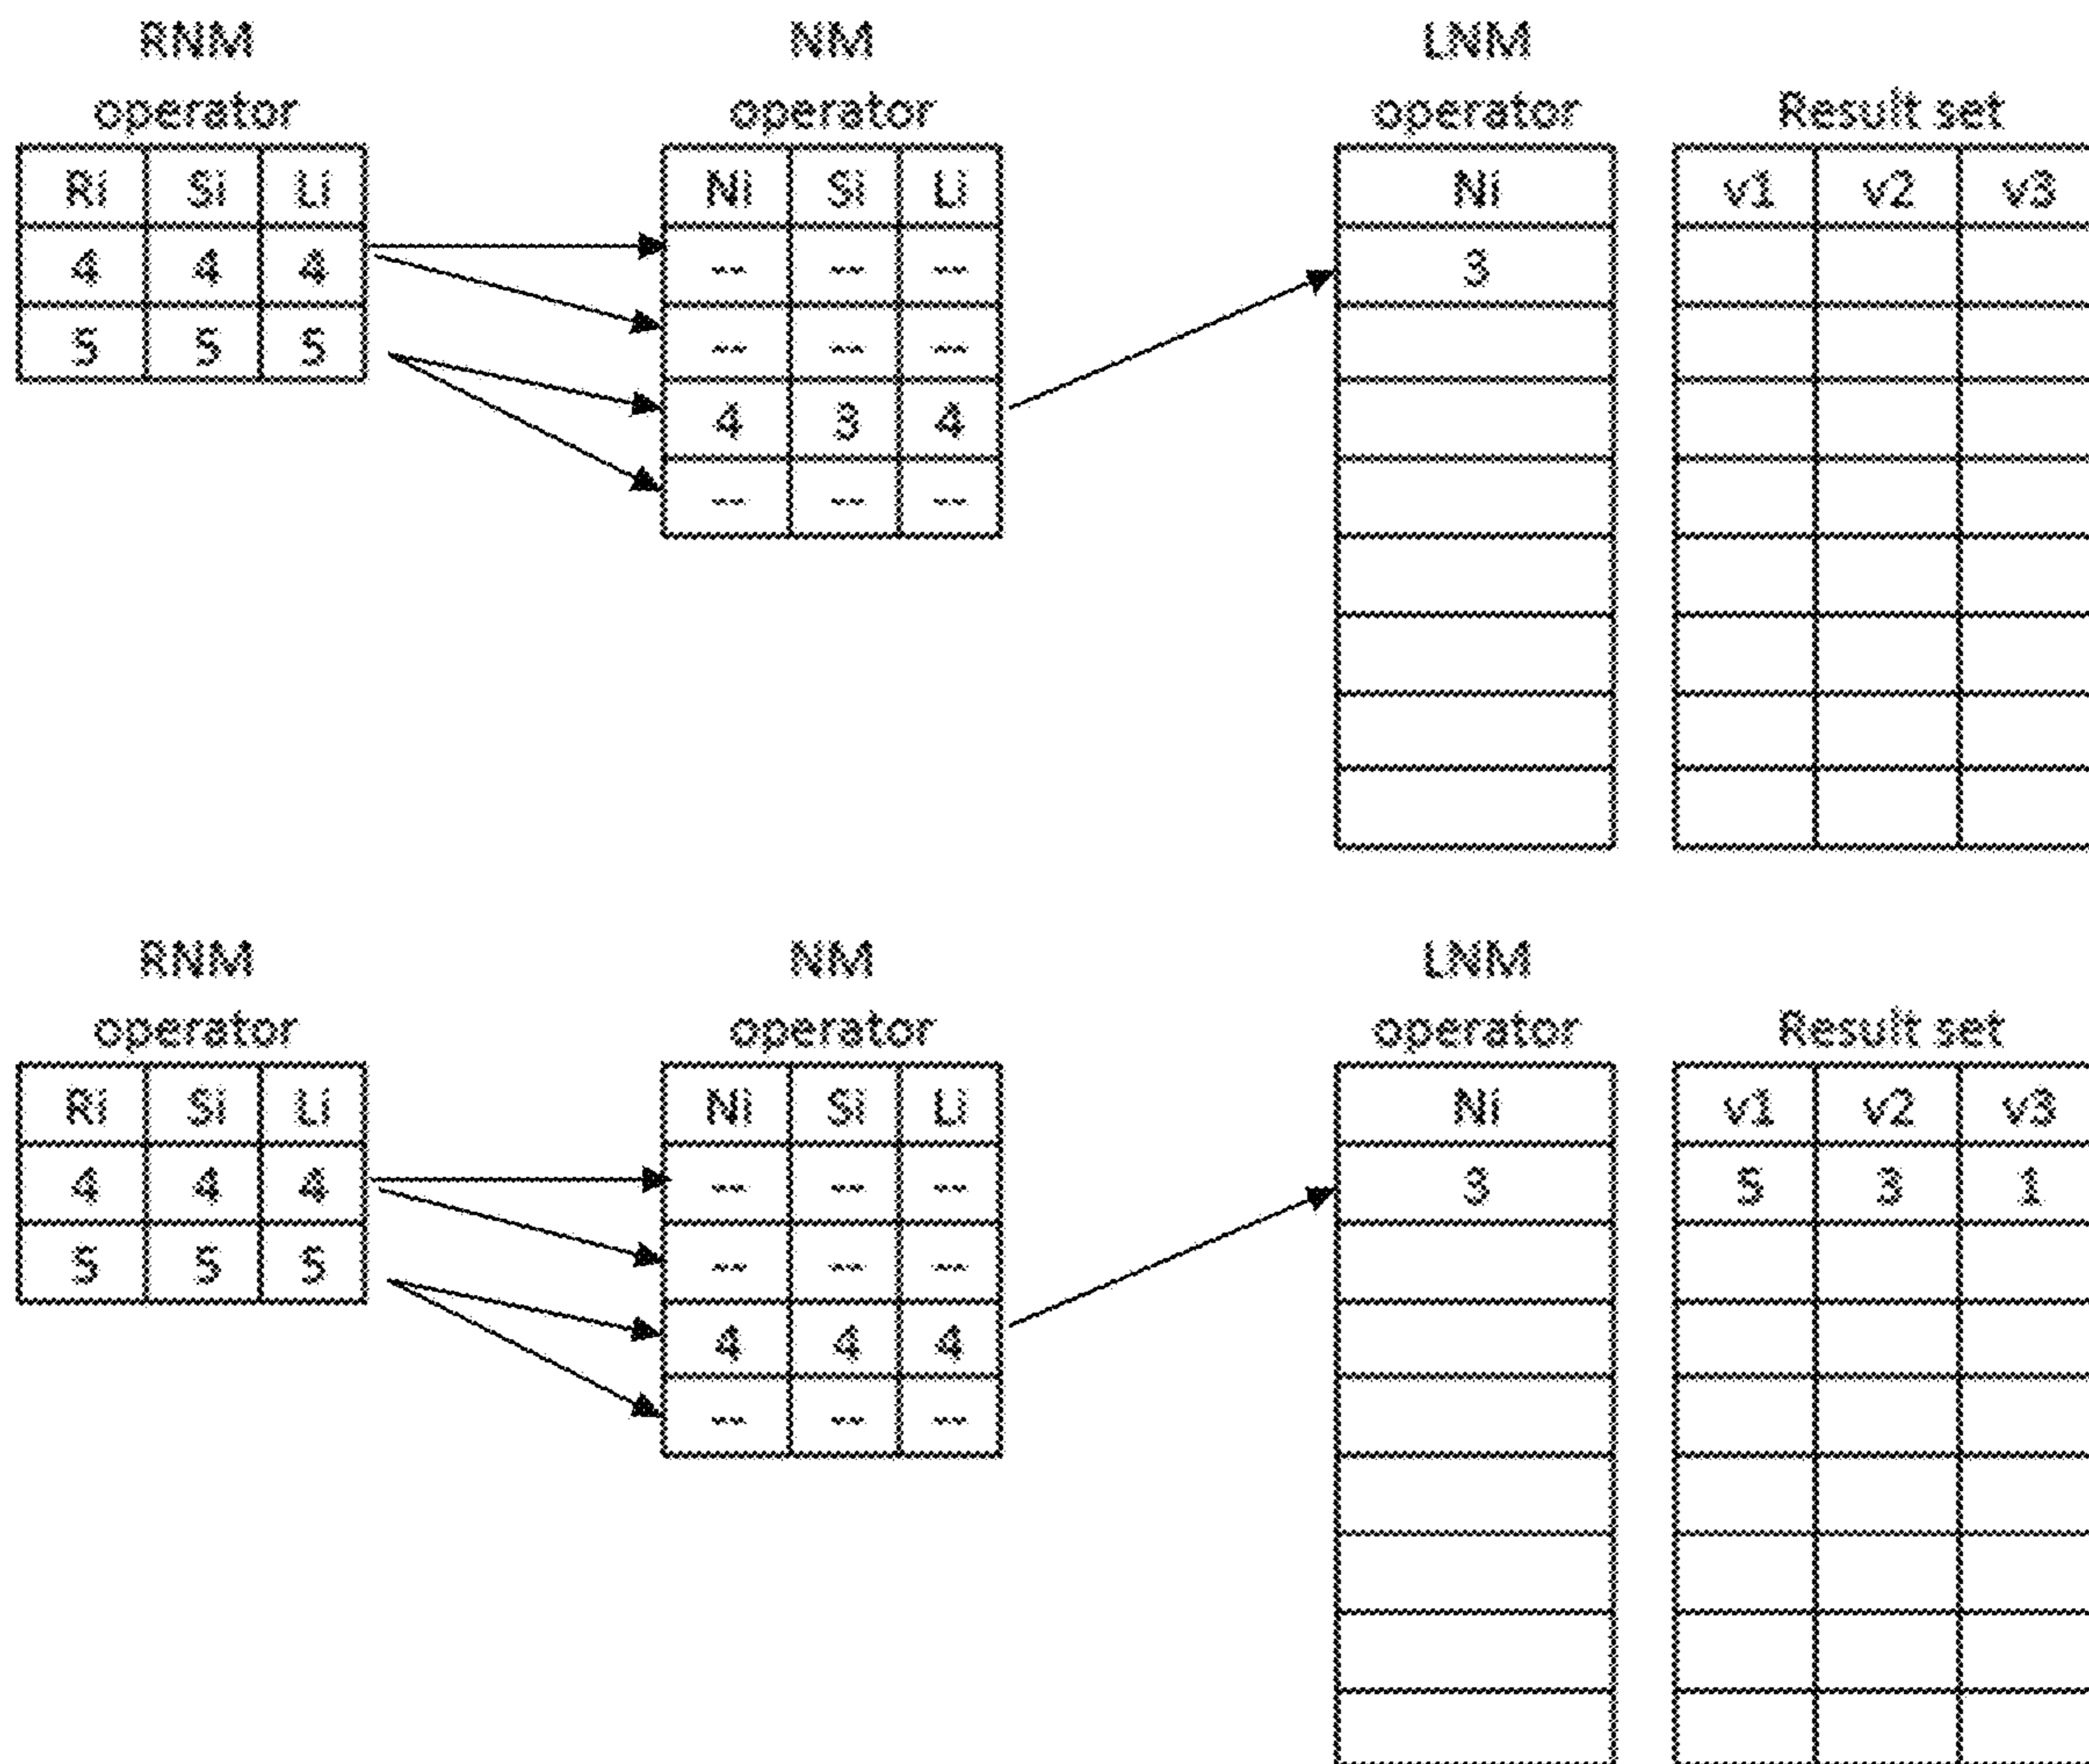 RNM NM LNM
operator operator operator Result set
Ri Si Li Ni Si Li Ni v1 v2 v3
4 4 4 -- -- -- 3
5 5 5 -- -- --
4 3 4
-- -- --
RNM NM LNM
operator operator operator Result set
Ri Si Li Ni Si Li Ni v1 v2 v3
4 4 4 -- -- -- 3 5 3 1
5 5 5 -- -- --
4 4 4
-- -- --